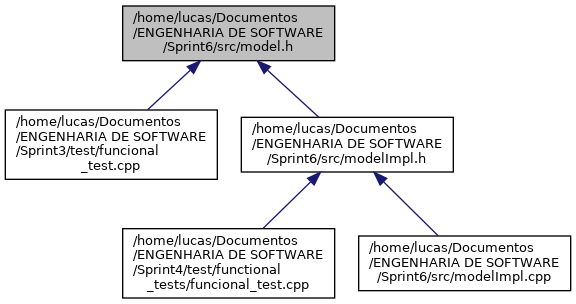 /home/lucas/Documentos
/ENGENHARIA DE SOFTWARE
/Sprint6/src/model.h
/home/lucas/Documentos
/ENGENHARIA DE SOFTWARE
/Sprint3/test/funcional
_test.cpp
/home/lucas/Documentos
/ENGENHARIA DE SOFTWARE
/Sprint6/src/modelImpl.h
/home/lucas/Documentos
/ENGENHARIA DE SOFTWARE
/Sprint4/test/functional
_tests/funcional_test.cpp
/home/lucas/Documentos
/ENGENHARIA DE SOFTWARE
/Sprint6/src/modelImpl.cpp